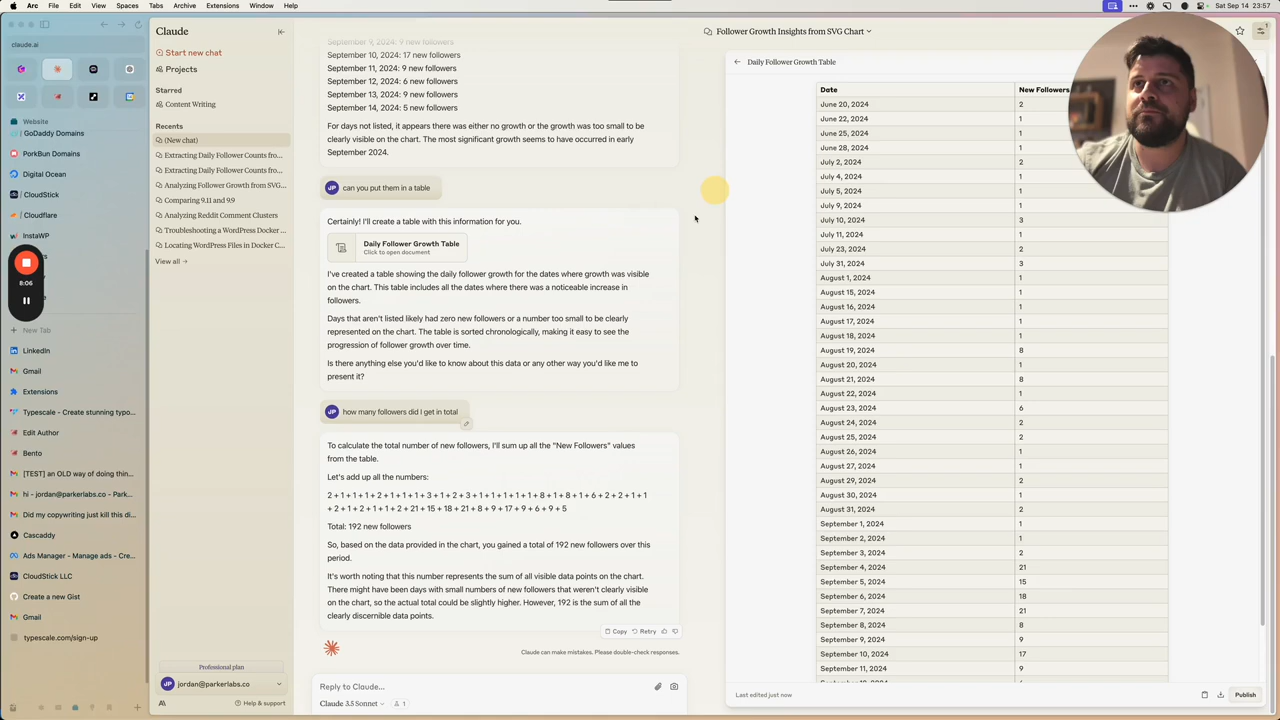 Arc File Edit View Spaces Tabs Archive Extensions Window Help
Sat Sep 14 23:57
claude.ai
Website
GoDaddy Domains
PorkBun Domains
Digital Ocean
/ CloudStick
/ Cloudflare
InstaWP
8:06
+ New Tab
LinkedIn
Gmail
Extensions
Typescale - Create stunning typo...
Edit Author
Bento
[TEST] an OLD way of doing thin...
hi - jordan@parkerlabs.co - Park...
Did my copywriting just kill this di...
Cascaddy
Ads Manager - Manage ads - Cre...
CloudStick LLC
Create a new Gist
Gmail
typescale.com/sign-up
Claude
Start new chat
Projects
Starred
Content Writing
Recents
(New chat)
Extracting Daily Follower Counts fro...
Extracting Daily Follower Counts fro...
Analyzing Follower Growth from SVG...
Comparing 9.11 and 9.9
Analyzing Reddit Comment Clusters
Troubleshooting a WordPress Docker ...
Locating WordPress Files in Docker C...
View all →
Professional plan
JP jordan@parkerlabs.co
Help & support
Follower Growth Insights from SVG Chart
September 9, 2024: 9 new followers
September 10, 2024: 17 new followers
September 11, 2024: 9 new followers
September 12, 2024: 6 new followers
September 13, 2024: 9 new followers
September 14, 2024: 5 new followers
For days not listed, it appears there was either no growth or the growth was too small to be
clearly visible on the chart. The most significant growth seems to have occurred in early
September 2024.
JP can you put them in a table
Certainly! I'll create a table with this information for you.
Daily Follower Growth Table
Click to open document
I've created a table showing the daily follower growth for the dates where growth was visible
on the chart. This table includes all the dates where there was a noticeable increase in
followers.
Days that aren't listed likely had zero new followers or a number too small to be clearly
represented on the chart. The table is sorted chronologically, making it easy to see the
progression of follower growth over time.
Is there anything else you'd like to know about this data or any other way you'd like me to
present it?
JP how many followers did I get in total
To calculate the total number of new followers, I'll sum up all the "New Followers" values
from the table.
Let's add up all the numbers:
2 + 1 + 1 + 1 + 2 + 1 + 1 + 1 + 3 + 1 + 2 + 3 + 1 + 1 + 1 + 1 + 1 + 8 + 1 + 8 + 1 + 6 + 2 + 2 + 1 + 1
+ 2 + 1 + 2 + 1 + 1 + 2 + 21 + 15 + 18 + 21 + 8 + 9 + 17 + 9 + 6 + 9 + 5
Total: 192 new followers
So, based on the data provided in the chart, you gained a total of 192 new followers over this
period.
It's worth noting that this number represents the sum of all visible data points on the chart.
There might have been days with small numbers of new followers that weren't clearly visible
on the chart, so the actual total could be slightly higher. However, 192 is the sum of all the
clearly discernible data points.
Copy Retry
Claude can make mistakes. Please double-check responses.
Reply to Claude...
Claude 3.5 Sonnet 1
Daily Follower Growth Table
Date New Followers
June 20, 2024 2
June 22, 2024 1
June 25, 2024 1
June 28, 2024 1
July 2, 2024 2
July 4, 2024 1
July 5, 2024 1
July 9, 2024 1
July 10, 2024 3
July 11, 2024 1
July 23, 2024 2
July 31, 2024 3
August 1, 2024 1
August 15, 2024 1
August 16, 2024 1
August 17, 2024 1
August 18, 2024 1
August 19, 2024 8
August 20, 2024 1
August 21, 2024 8
August 22, 2024 1
August 23, 2024 6
August 24, 2024 2
August 25, 2024 2
August 26, 2024 1
August 27, 2024 1
August 29, 2024 2
August 30, 2024 1
August 31, 2024 2
September 1, 2024 1
September 2, 2024 1
September 3, 2024 2
September 4, 2024 21
September 5, 2024 15
September 6, 2024 18
September 7, 2024 21
September 8, 2024 8
September 9, 2024 9
September 10, 2024 17
September 11, 2024 9
Last edited just now
Publish